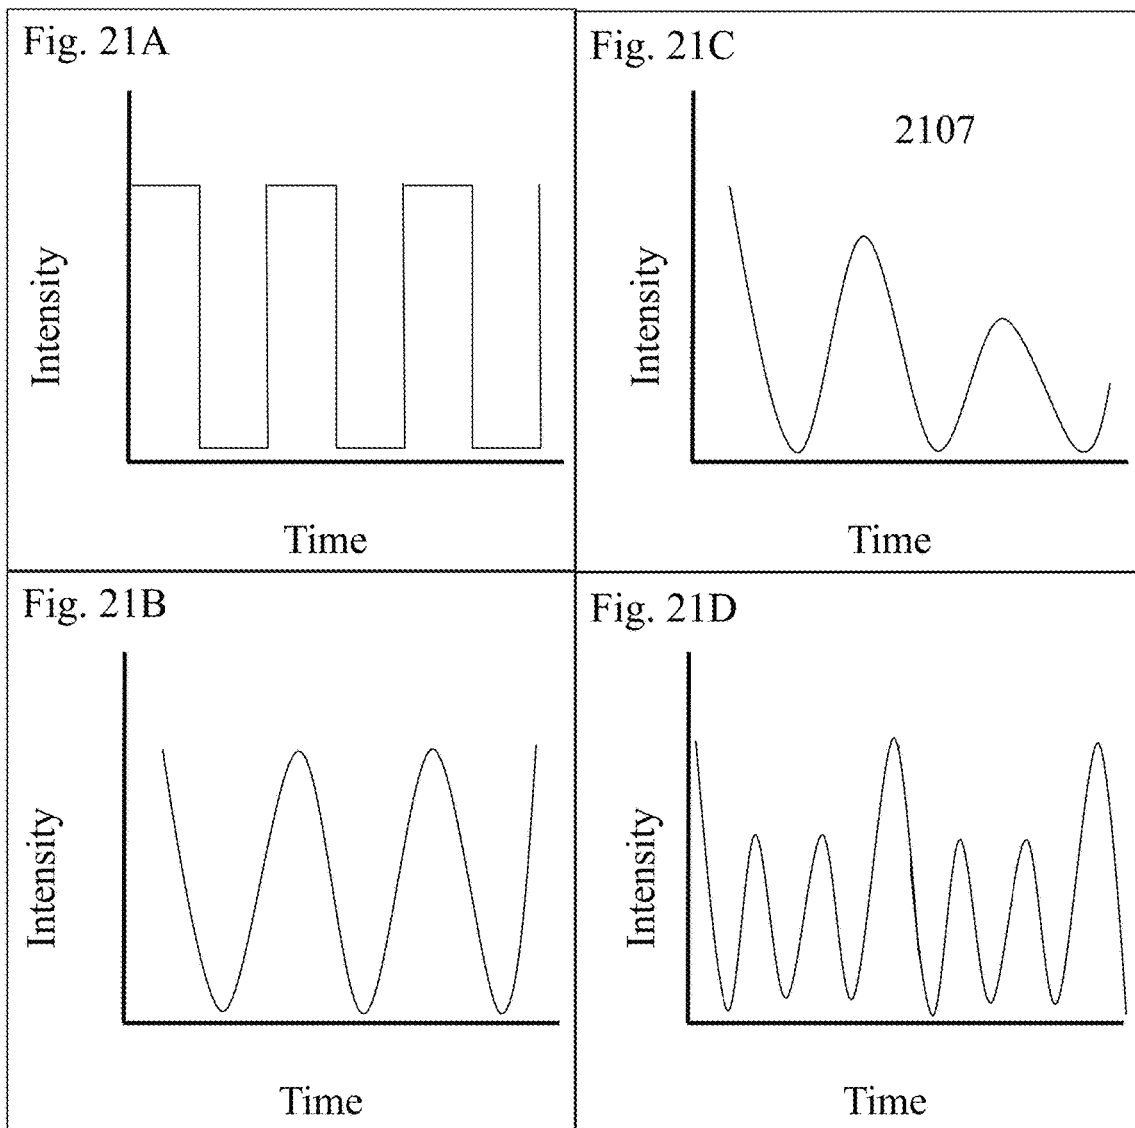 Fig. 21A
Intensity
Time
Fig. 21C
2107
Intensity
Time
Fig. 21B
Intensity
Time
Fig. 21D
Intensity
Time